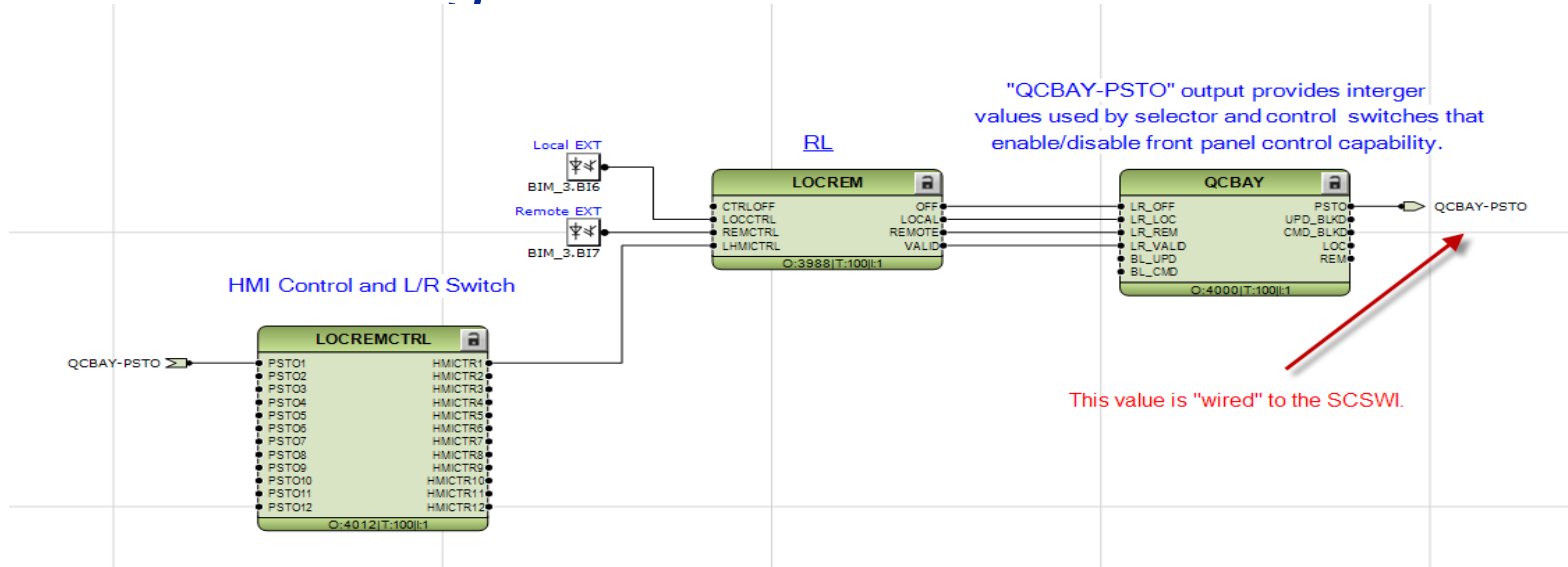 "QCBAY-PSTO" output provides interger
values used by selector and control switches that
enable/disable front panel control capability.
RL
Local EXT
BIM_3.BI6
Remote EXT
BIM_3.BI7
LOCREM
CTRLOFF OFF
LOCCTRL LOCAL
REMCTRL REMOTE
LHMICTRL VALID
O:3988|T:100|I:1
QCBAY
LR_OFF PSTO
LR_LOC UPD_BLKD
LR_REM CMD_BLKD
LR_VALID LOC
BL_UPD REM
BL_CMD
O:4000|T:100|I:1
QCBAY-PSTO
HMI Control and L/R Switch
QCBAY-PSTO
LOCREMCTRL
PSTO1 HMICTR1
PSTO2 HMICTR2
PSTO3 HMICTR3
PSTO4 HMICTR4
PSTO5 HMICTR5
PSTO6 HMICTR6
PSTO7 HMICTR7
PSTO8 HMICTR8
PSTO9 HMICTR9
PSTO10 HMICTR10
PSTO11 HMICTR11
PSTO12 HMICTR12
O:4012|T:100|I:1
This value is "wired" to the SCSWI.